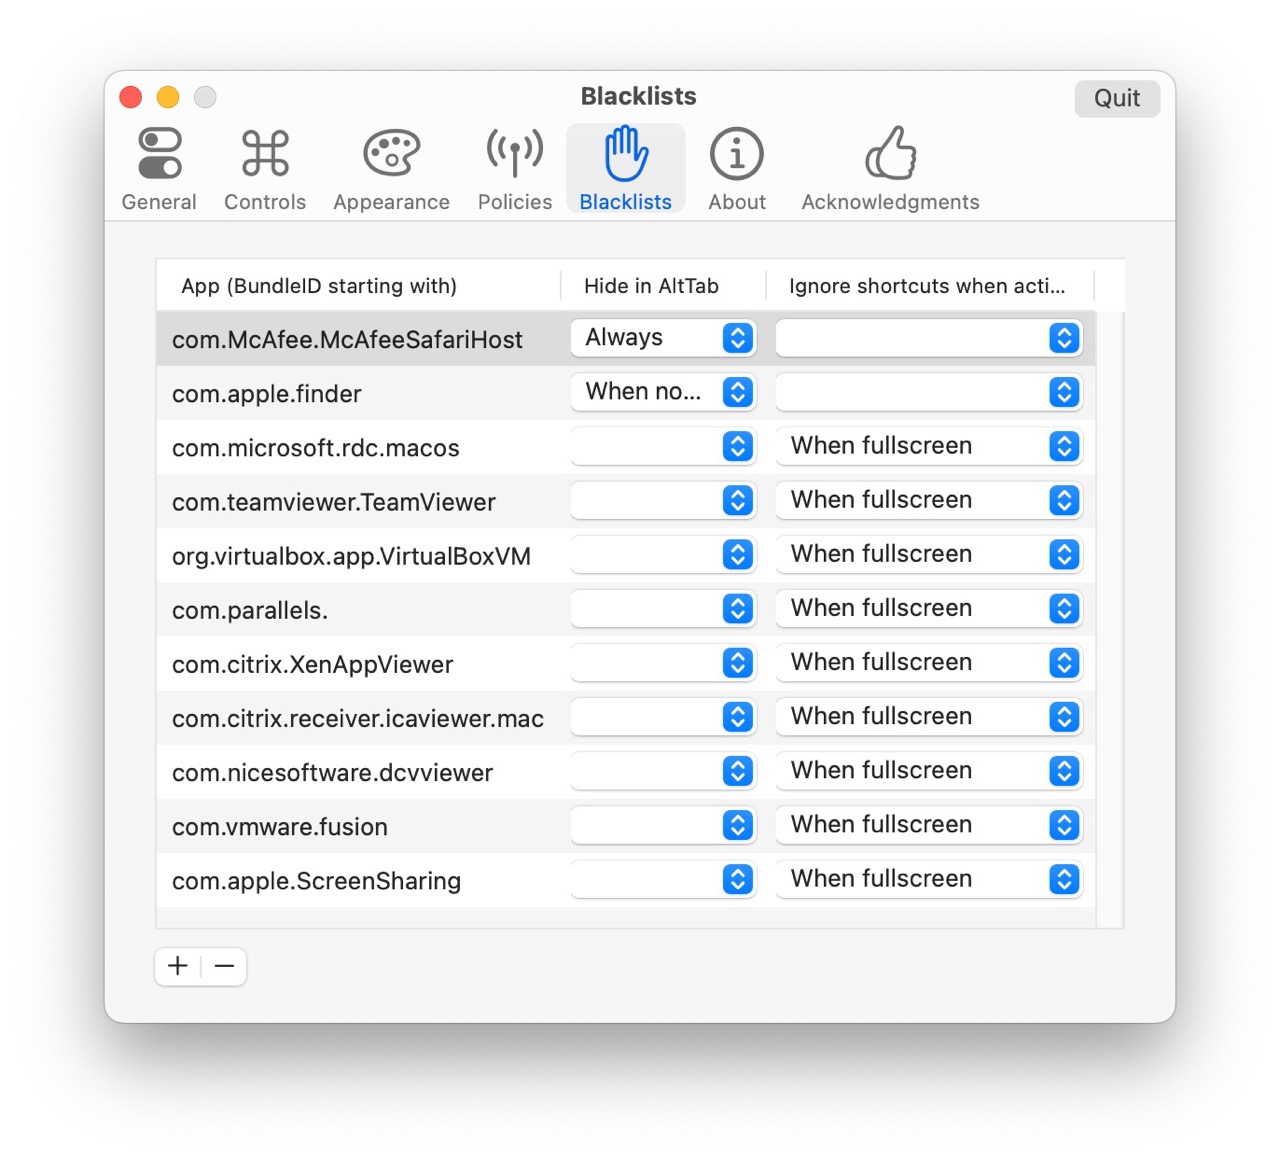 Blacklists
Quit
General Controls Appearance Policies Blacklists About Acknowledgments
App (BundleID starting with) Hide in AltTab Ignore shortcuts when acti...
com.McAfee.McAfeeSafariHost Always
com.apple.finder When no...
com.microsoft.rdc.macos When fullscreen
com.teamviewer.TeamViewer When fullscreen
org.virtualbox.app.VirtualBoxVM When fullscreen
com.parallels. When fullscreen
com.citrix.XenAppViewer When fullscreen
com.citrix.receiver.icaviewer.mac When fullscreen
com.nicesoftware.dcvviewer When fullscreen
com.vmware.fusion When fullscreen
com.apple.ScreenSharing When fullscreen